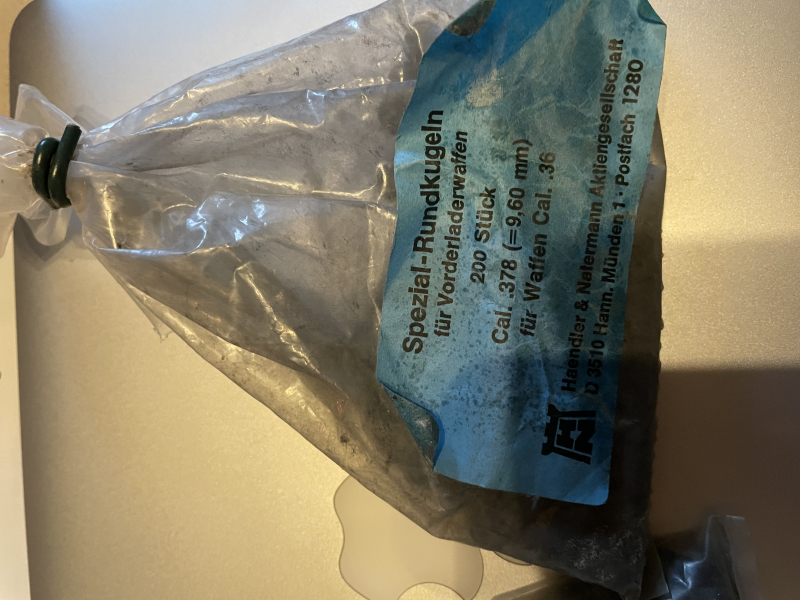 Spezial-Rundkugeln
für Vorderladerwaffen
200 Stück
Cal. .378 (=9,60 mm)
für Waffen Cal. .36
Haendler & Natermann Aktiengesellschaft
D 3510 Hann. Münden 1 · Postfach 1280
HN